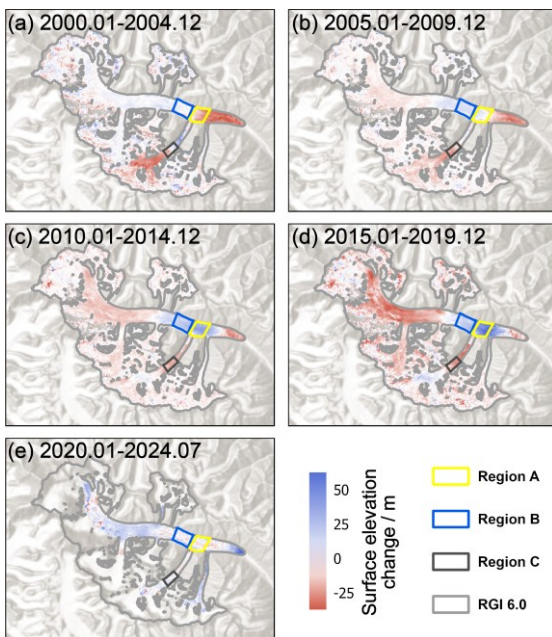 (a) 2000.01-2004.12
(b) 2005.01-2009.12
(c) 2010.01-2014.12
(d) 2015.01-2019.12
(e) 2020.01-2024.07
50
25
0
-25
Surface elevation
change / m
Region A
Region B
Region C
RGI 6.0